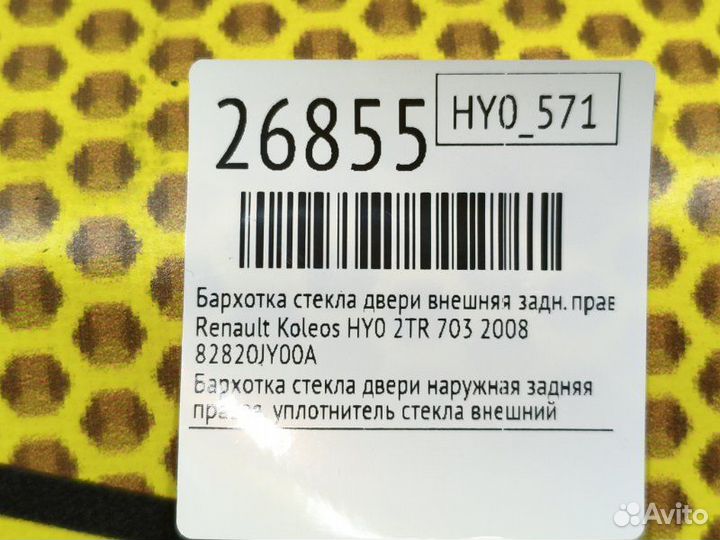 26855
HY0_571
Бархотка стекла двери внешняя задн. прав
Renault Koleos HY0 2TR 703 2008
82820JY00A
Бархотка стекла двери наружная задняя
правая, уплотнитель стекла внешний
Avito